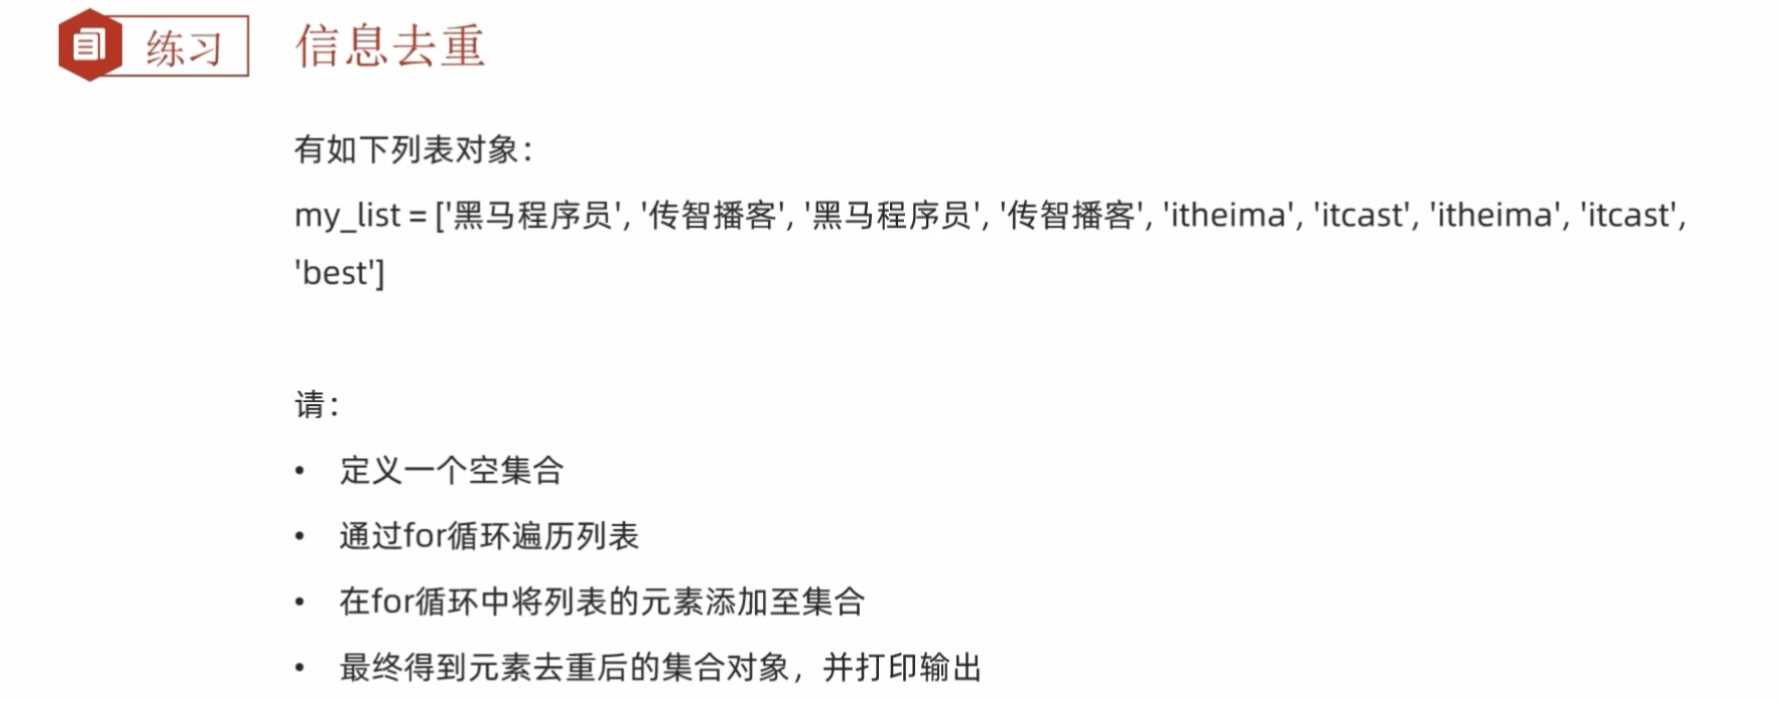 练习 信息去重
有如下列表对象：
my_list = ['黑马程序员', '传智播客', '黑马程序员', '传智播客', 'itheima', 'itcast', 'itheima', 'itcast',
'best']
请：
• 定义一个空集合
• 通过for循环遍历列表
• 在for循环中将列表的元素添加至集合
• 最终得到元素去重后的集合对象，并打印输出